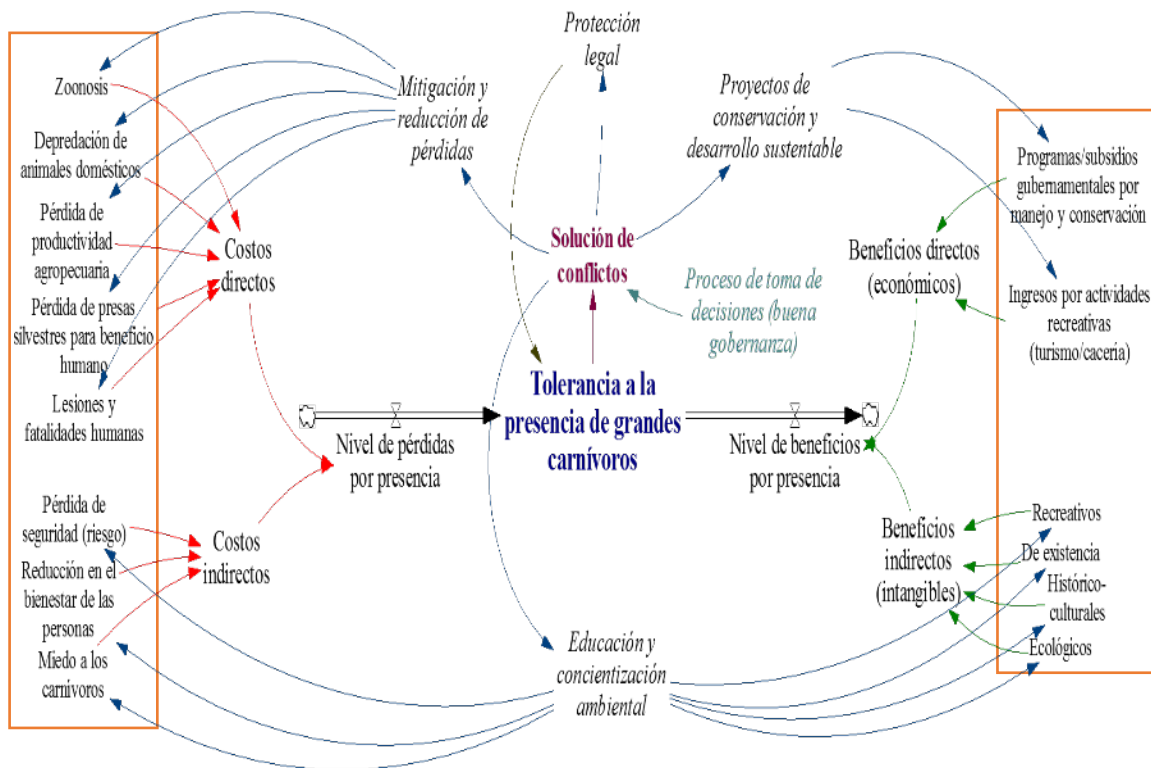 Protección
legal
Mitigación y
reducción de
pérdidas
Proyectos de
conservación y
desarrollo sustentable
Zoonosis
Depredación de
animales domésticos
Pérdida de
productividad
agropecuaria
Pérdida de presas
silvestres para beneficio
humano
Lesiones y
fatalidades humanas
Costos
directos
Solución de
conflictos
Proceso de toma de
decisiones (buena
gobernanza)
Beneficios directos
(económicos)
Programas/subsidios
gubernamentales por
manejo y conservación
Ingresos por actividades
recreativas
(turismo/cacería)
Tolerancia a la
presencia de grandes
carnívoros
Nivel de pérdidas
por presencia
Nivel de beneficios
por presencia
Pérdida de
seguridad (riesgo)
Reducción en el
bienestar de las
personas
Miedo a los
carnívoros
Costos
indirectos
Beneficios
indirectos
(intangibles)
Recreativos
De existencia
Histórico-
culturales
Ecológicos
Educación y
concientización
ambiental